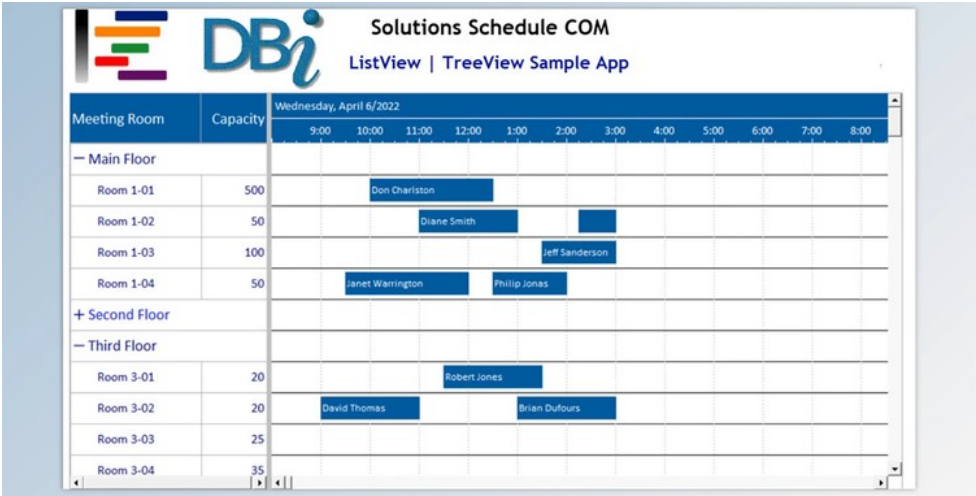 DBi
Solutions Schedule COM
ListView | TreeView Sample App
Meeting Room Capacity
Wednesday, April 6/2022
9:00 10:00 11:00 12:00 1:00 2:00 3:00 4:00 5:00 6:00 7:00 8:00
Main Floor
Room 1-01 500 Don Charlston
Room 1-02 50 Diane Smith
Room 1-03 100 Jeff Sanderson
Room 1-04 50 Janet Warrington Philip Jonas
+ Second Floor
Third Floor
Room 3-01 20 Robert Jones
Room 3-02 20 David Thomas Brian Dufours
Room 3-03 25
Room 3-04 35